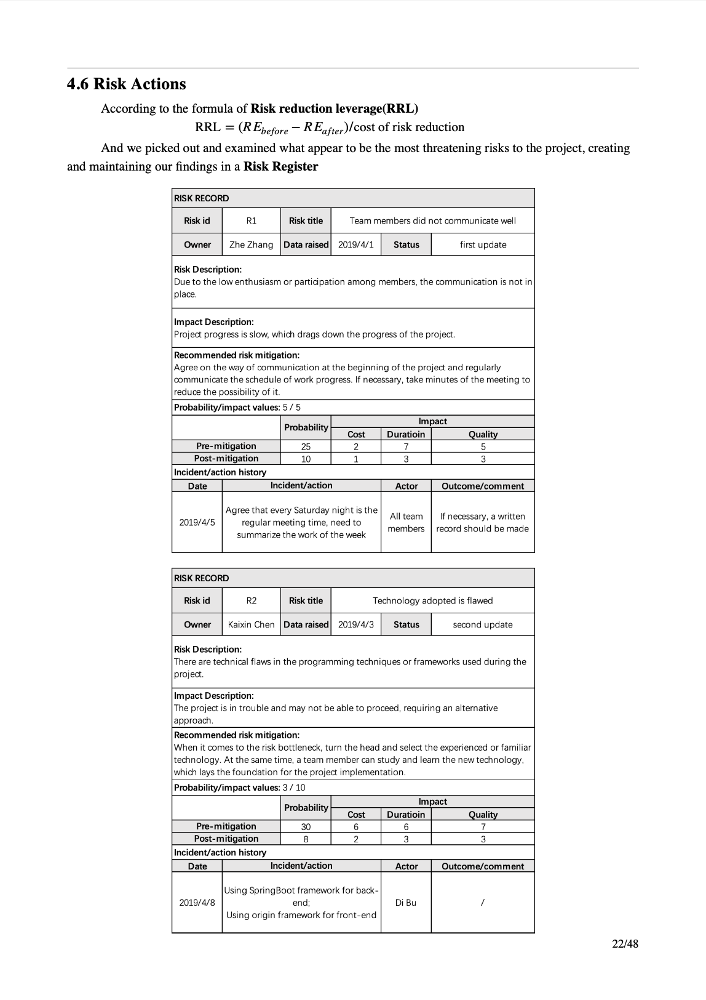 4.6 Risk Actions
According to the formula of Risk reduction leverage(RRL)
RRL = (RE_before − RE_after)/cost of risk reduction
And we picked out and examined what appear to be the most threatening risks to the project, creating
and maintaining our findings in a Risk Register
RISK RECORD
Risk id R1 Risk title Team members did not communicate well
Owner Zhe Zhang Data raised 2019/4/1 Status first update
Risk Description:
Due to the low enthusiasm or participation among members, the communication is not in
place.
Impact Description:
Project progress is slow, which drags down the progress of the project.
Recommended risk mitigation:
Agree on the way of communication at the beginning of the project and regularly
communicate the schedule of work progress. If necessary, take minutes of the meeting to
reduce the possibility of it.
Probability/impact values: 5 / 5
Probability Impact
Cost Duratioin Quality
Pre-mitigation 25 2 7 5
Post-mitigation 10 1 3 3
Incident/action history
Date Incident/action Actor Outcome/comment
2019/4/5
Agree that every Saturday night is the
regular meeting time, need to
summarize the work of the week
All team
members
If necessary, a written
record should be made
RISK RECORD
Risk id R2 Risk title Technology adopted is flawed
Owner Kaixin Chen Data raised 2019/4/3 Status second update
Risk Description:
There are technical flaws in the programming techniques or frameworks used during the
project.
Impact Description:
The project is in trouble and may not be able to proceed, requiring an alternative
approach.
Recommended risk mitigation:
When it comes to the risk bottleneck, turn the head and select the experienced or familiar
technology. At the same time, a team member can study and learn the new technology,
which lays the foundation for the project implementation.
Probability/impact values: 3 / 10
Probability Impact
Cost Duratioin Quality
Pre-mitigation 30 6 6 7
Post-mitigation 8 2 3 3
Incident/action history
Date Incident/action Actor Outcome/comment
2019/4/8
Using SpringBoot framework for back-
end;
Using origin framework for front-end
Di Bu
/
22/48